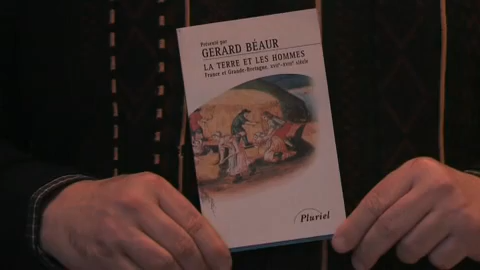 Présenté par
GERARD BÉAUR
LA TERRE ET LES HOMMES
France et Grande-Bretagne, XVIIᵉ-XVIIIᵉ siècle
Pluriel